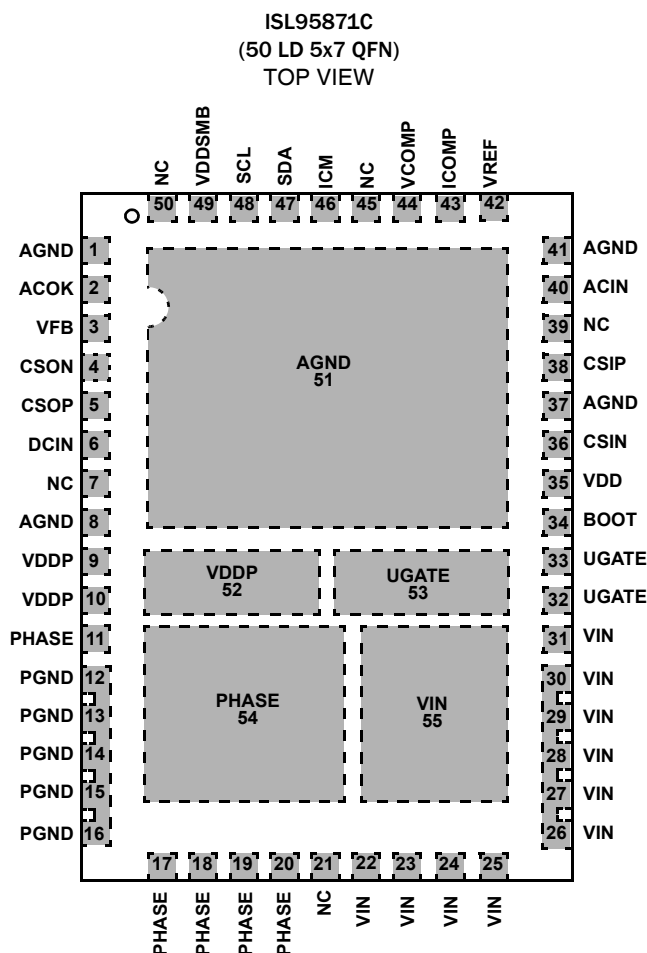 ISL95871C
(50 LD 5x7 QFN)
TOP VIEW
NC
VDDSMB
SCL
SDA
ICM
NC
VCOMP
ICOMP
VREF
50 49 48 47 46 45 44 43 42
AGND 1
ACOK 2
VFB 3
CSON 4
CSOP 5
DCIN 6
NC 7
AGND 8
VDDP 9
VDDP 10
PHASE 11
PGND 12
PGND 13
PGND 14
PGND 15
PGND 16
AGND
51
VDDP
52
UGATE
53
PHASE
54
VIN
55
41 AGND
40 ACIN
39 NC
38 CSIP
37 AGND
36 CSIN
35 VDD
34 BOOT
33 UGATE
32 UGATE
31 VIN
30 VIN
29 VIN
28 VIN
27 VIN
26 VIN
17 18 19 20 21 22 23 24 25
PHASE
PHASE
PHASE
PHASE
NC
VIN
VIN
VIN
VIN